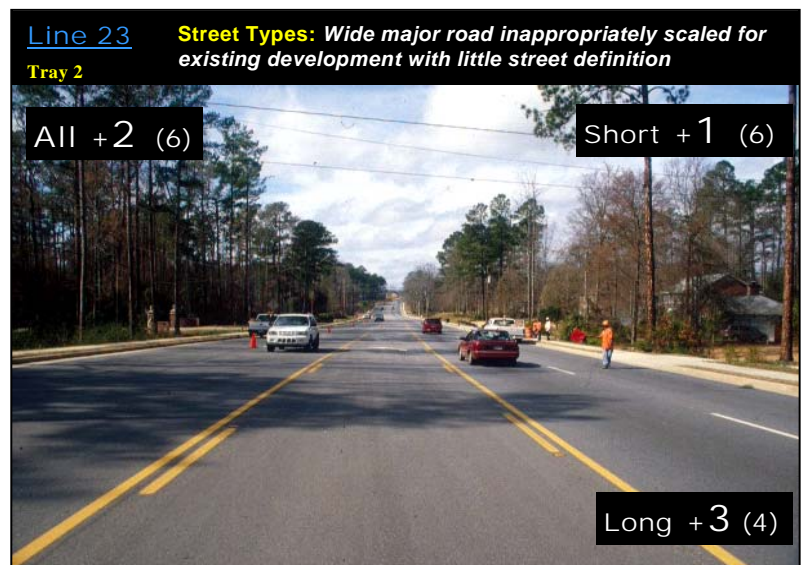 Line 23
Tray 2
Street Types: Wide major road inappropriately scaled for
existing development with little street definition
All +2 (6)
Short +1 (6)
Long +3 (4)